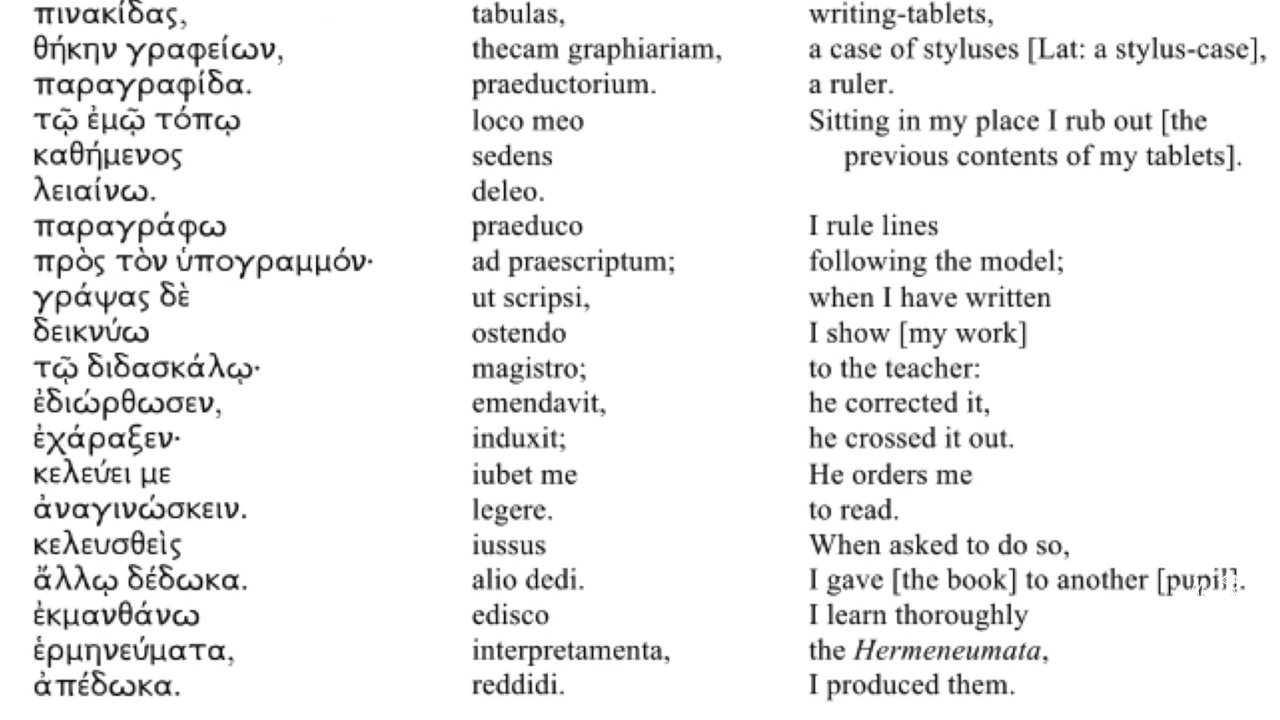 πινακίδας, tabulas, writing-tablets,
θήκην γραφείων, thecam graphiariam, a case of styluses [Lat: a stylus-case],
παραγραφίδα. praeductorium. a ruler.
τῷ ἐμῷ τόπῳ loco meo Sitting in my place I rub out [the
καθήμενος sedens previous contents of my tablets].
λειαίνω. deleo.
παραγράφω praeduco I rule lines
πρὸς τὸν ὑπογραμμόν· ad praescriptum; following the model;
γράψας δὲ ut scripsi, when I have written
δεικνύω ostendo I show [my work]
τῷ διδασκάλῳ· magistro; to the teacher:
ἐδιώρθωσεν, emendavit, he corrected it,
ἐχάραξεν· induxit; he crossed it out.
κελεύει με iubet me He orders me
ἀναγινώσκειν. legere. to read.
κελευσθεὶς iussus When asked to do so,
ἄλλῳ δέδωκα. alio dedi. I gave [the book] to another [pupil].
ἐκμανθάνω edisco I learn thoroughly
ἑρμηνεύματα, interpretamenta, the Hermeneumata,
ἀπέδωκα. reddidi. I produced them.